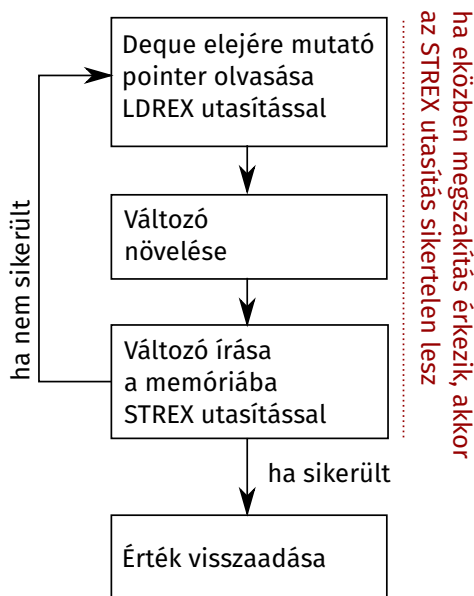 Deque elejére mutató
pointer olvasása
LDREX utasítással
Változó
növelése
Változó írása
a memóriába
STREX utasítással
ha nem sikerült
ha sikerült
Érték visszaadása
ha eközben megszakítás érkezik, akkor
az STREX utasítás sikertelen lesz